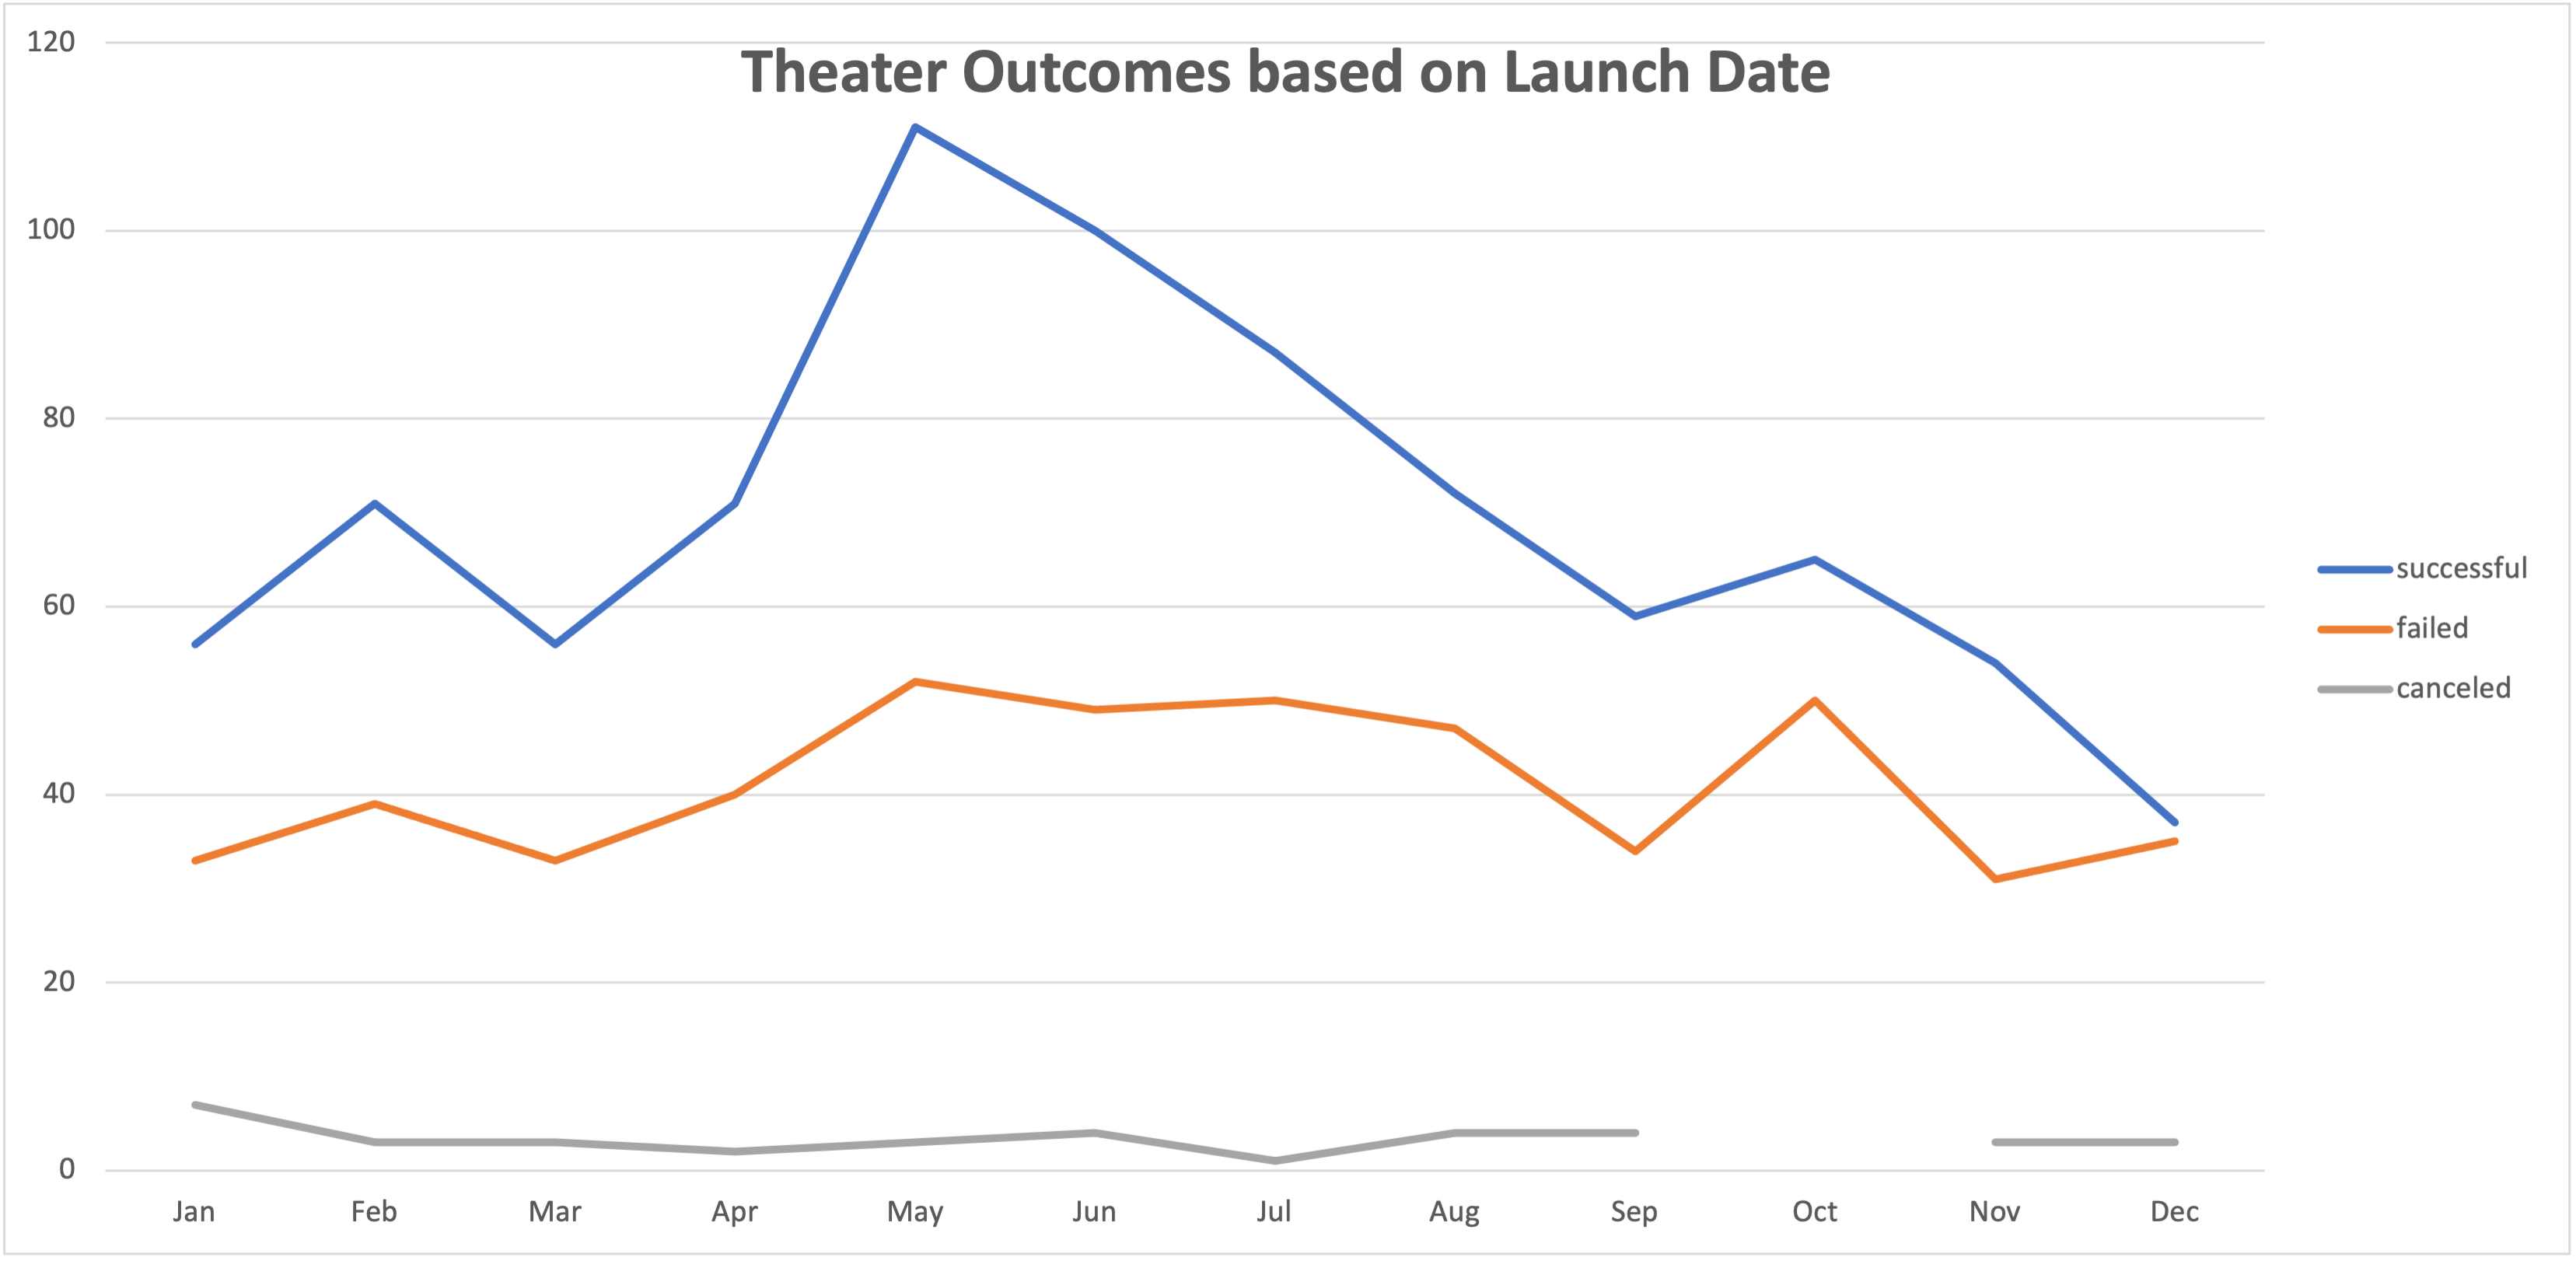 Theater Outcomes based on Launch Date
120
100
80
60
40
20
0
Jan Feb Mar Apr May Jun Jul Aug Sep Oct Nov Dec
successful
failed
canceled